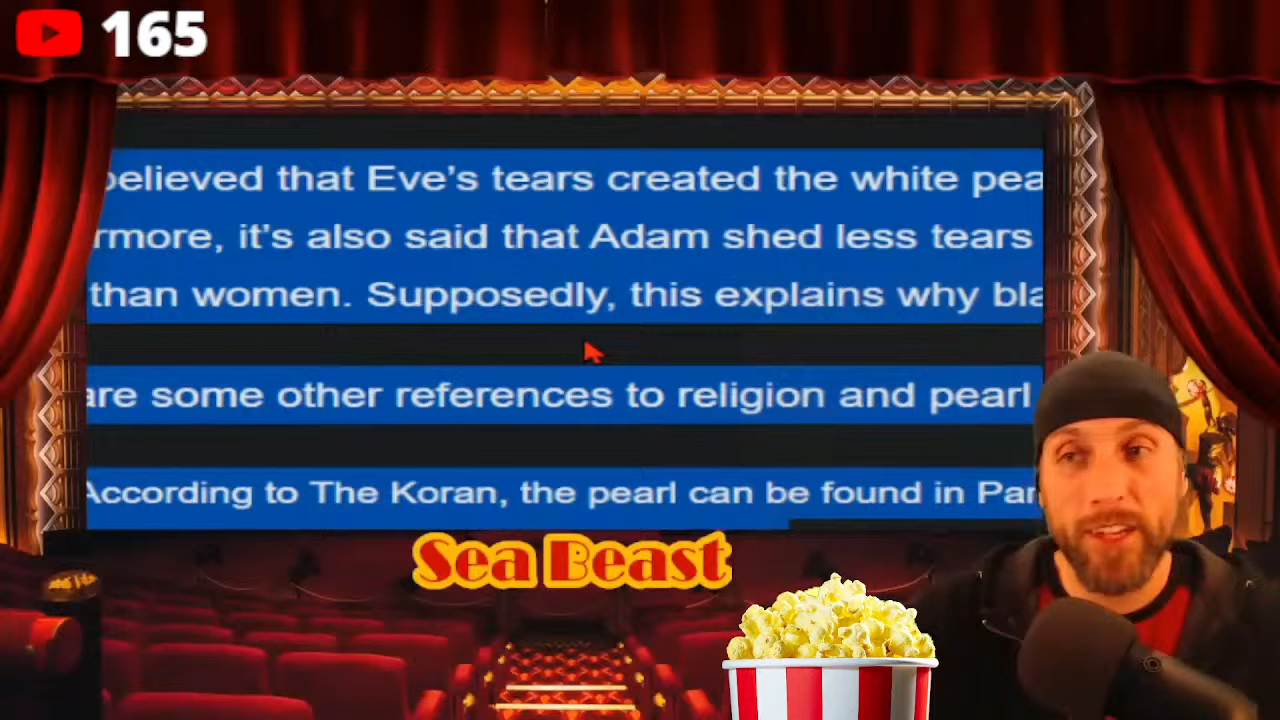 165
believed that Eve's tears created the white pea
rmore, it's also said that Adam shed less tears
than women. Supposedly, this explains why bla
are some other references to religion and pearl
According to The Koran, the pearl can be found in Par
Sea Beast